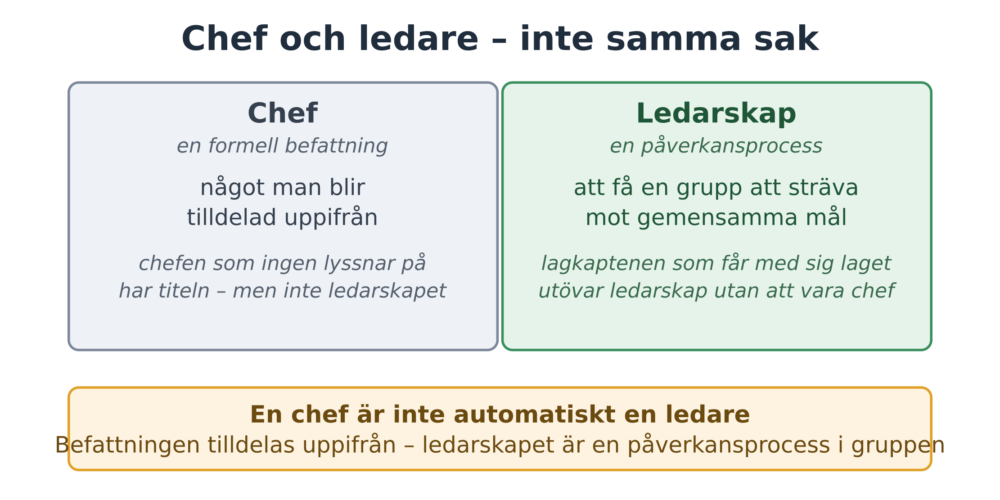 Chef och ledare – inte samma sak
Chef
en formell befattning
något man blir
tilldelad uppifrån
chefen som ingen lyssnar på
har titeln – men inte ledarskapet
Ledarskap
en påverkansprocess
att få en grupp att sträva
mot gemensamma mål
lagkaptenen som får med sig laget
utövar ledarskap utan att vara chef
En chef är inte automatiskt en ledare
Befattningen tilldelas uppifrån – ledarskapet är en påverkansprocess i gruppen